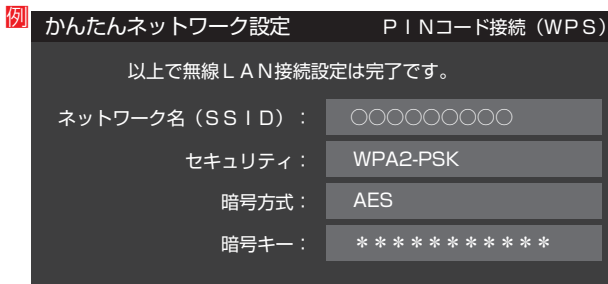 例
かんたんネットワーク設定 PINコード接続（WPS）
以上で無線LAN接続設定は完了です。
ネットワーク名（SSID）： ○○○○○○○○○
セキュリティ： WPA2-PSK
暗号方式： AES
暗号キー： ＊＊＊＊＊＊＊＊＊＊＊